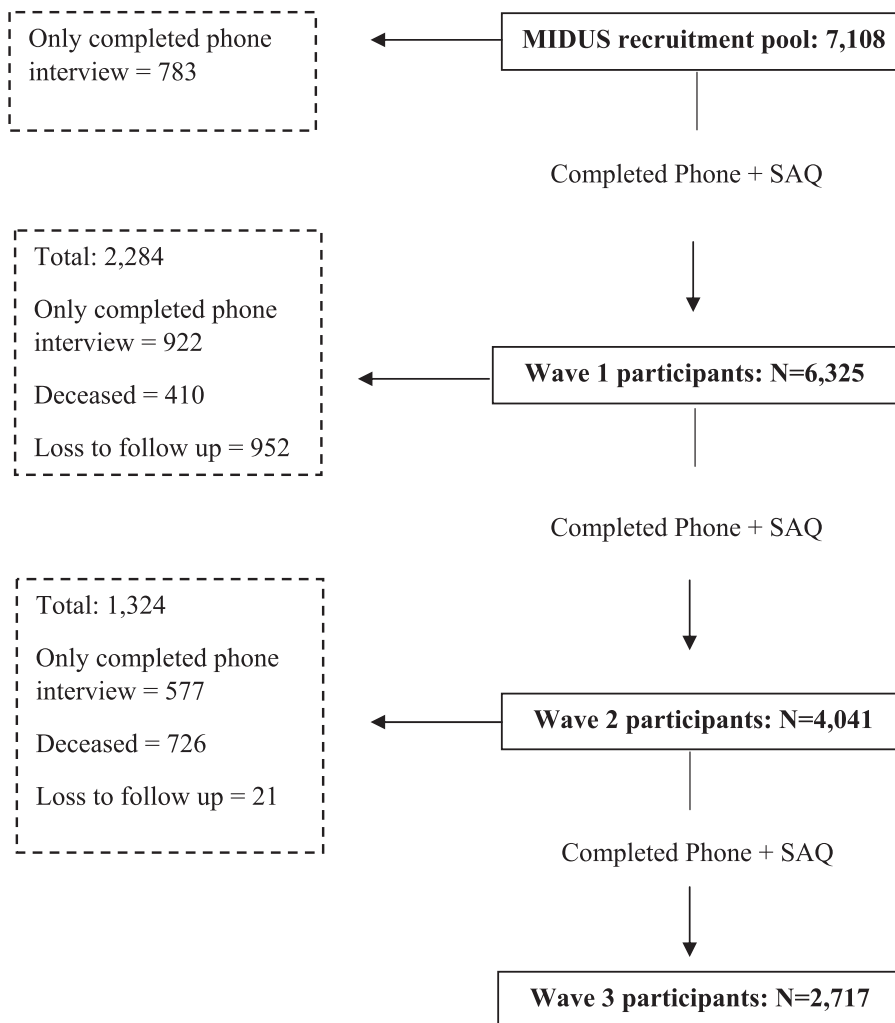 Only completed phone
interview = 783
MIDUS recruitment pool: 7,108
Completed Phone + SAQ
Total: 2,284
Only completed phone
interview = 922
Deceased = 410
Loss to follow up = 952
Wave 1 participants: N=6,325
Completed Phone + SAQ
Total: 1,324
Only completed phone
interview = 577
Deceased = 726
Loss to follow up = 21
Wave 2 participants: N=4,041
Completed Phone + SAQ
Wave 3 participants: N=2,717